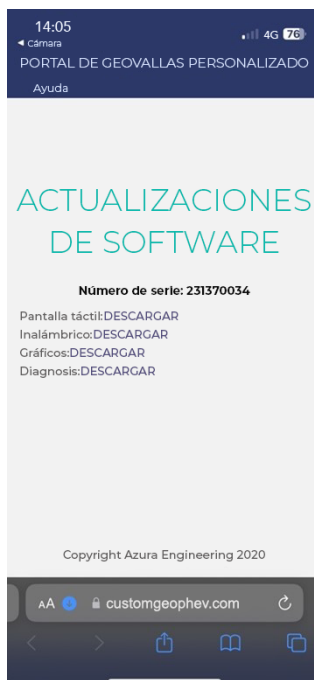 14:05
4G 76
◀ Cámara
PORTAL DE GEOVALLAS PERSONALIZADO
Ayuda
ACTUALIZACIONES
DE SOFTWARE
Número de serie: 231370034
Pantalla táctil:DESCARGAR
Inalámbrico:DESCARGAR
Gráficos:DESCARGAR
Diagnosis:DESCARGAR
Copyright Azura Engineering 2020
AA customgeophev.com